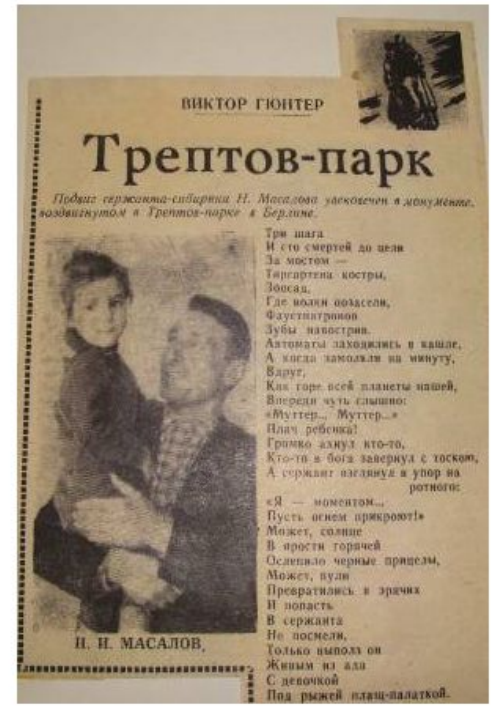 ВИКТОР ГЮНТЕР
Трептов-парк
Подвиг сержанта-сибиряка Н. Масалова увековечен в монументе,
воздвигнутом в Трептов-парке в Берлине.
Три шага
И сто смертей до цели
За мостом —
Тиргартена костры,
Зоосад,
Где волки
Фаустпатронов
Зубы навострив.
Автоматы заходились в кашле,
А когда замолкли на минуту,
Вдруг,
Как горе всей планеты нашей,
Впереди чуть слышно:
«Муттер... Муттер...»
Плач ребенка!
Громко ахнул кто-то,
Кто-то в бога завернул с тоскою,
А сержант взглянул в упор на
ротного:
«Я — моментом...
Пусть огнем прикроют!»
Может, солнце
В ярости горячей
Ослепило черные прицелы,
Может, пули
Превратились в зрячих
И попасть
В сержанта
Не посмели,
Только выполз он
Живым из ада
С девочкой
Под рыжей плащ-палаткой.
Н. И. МАСАЛОВ,